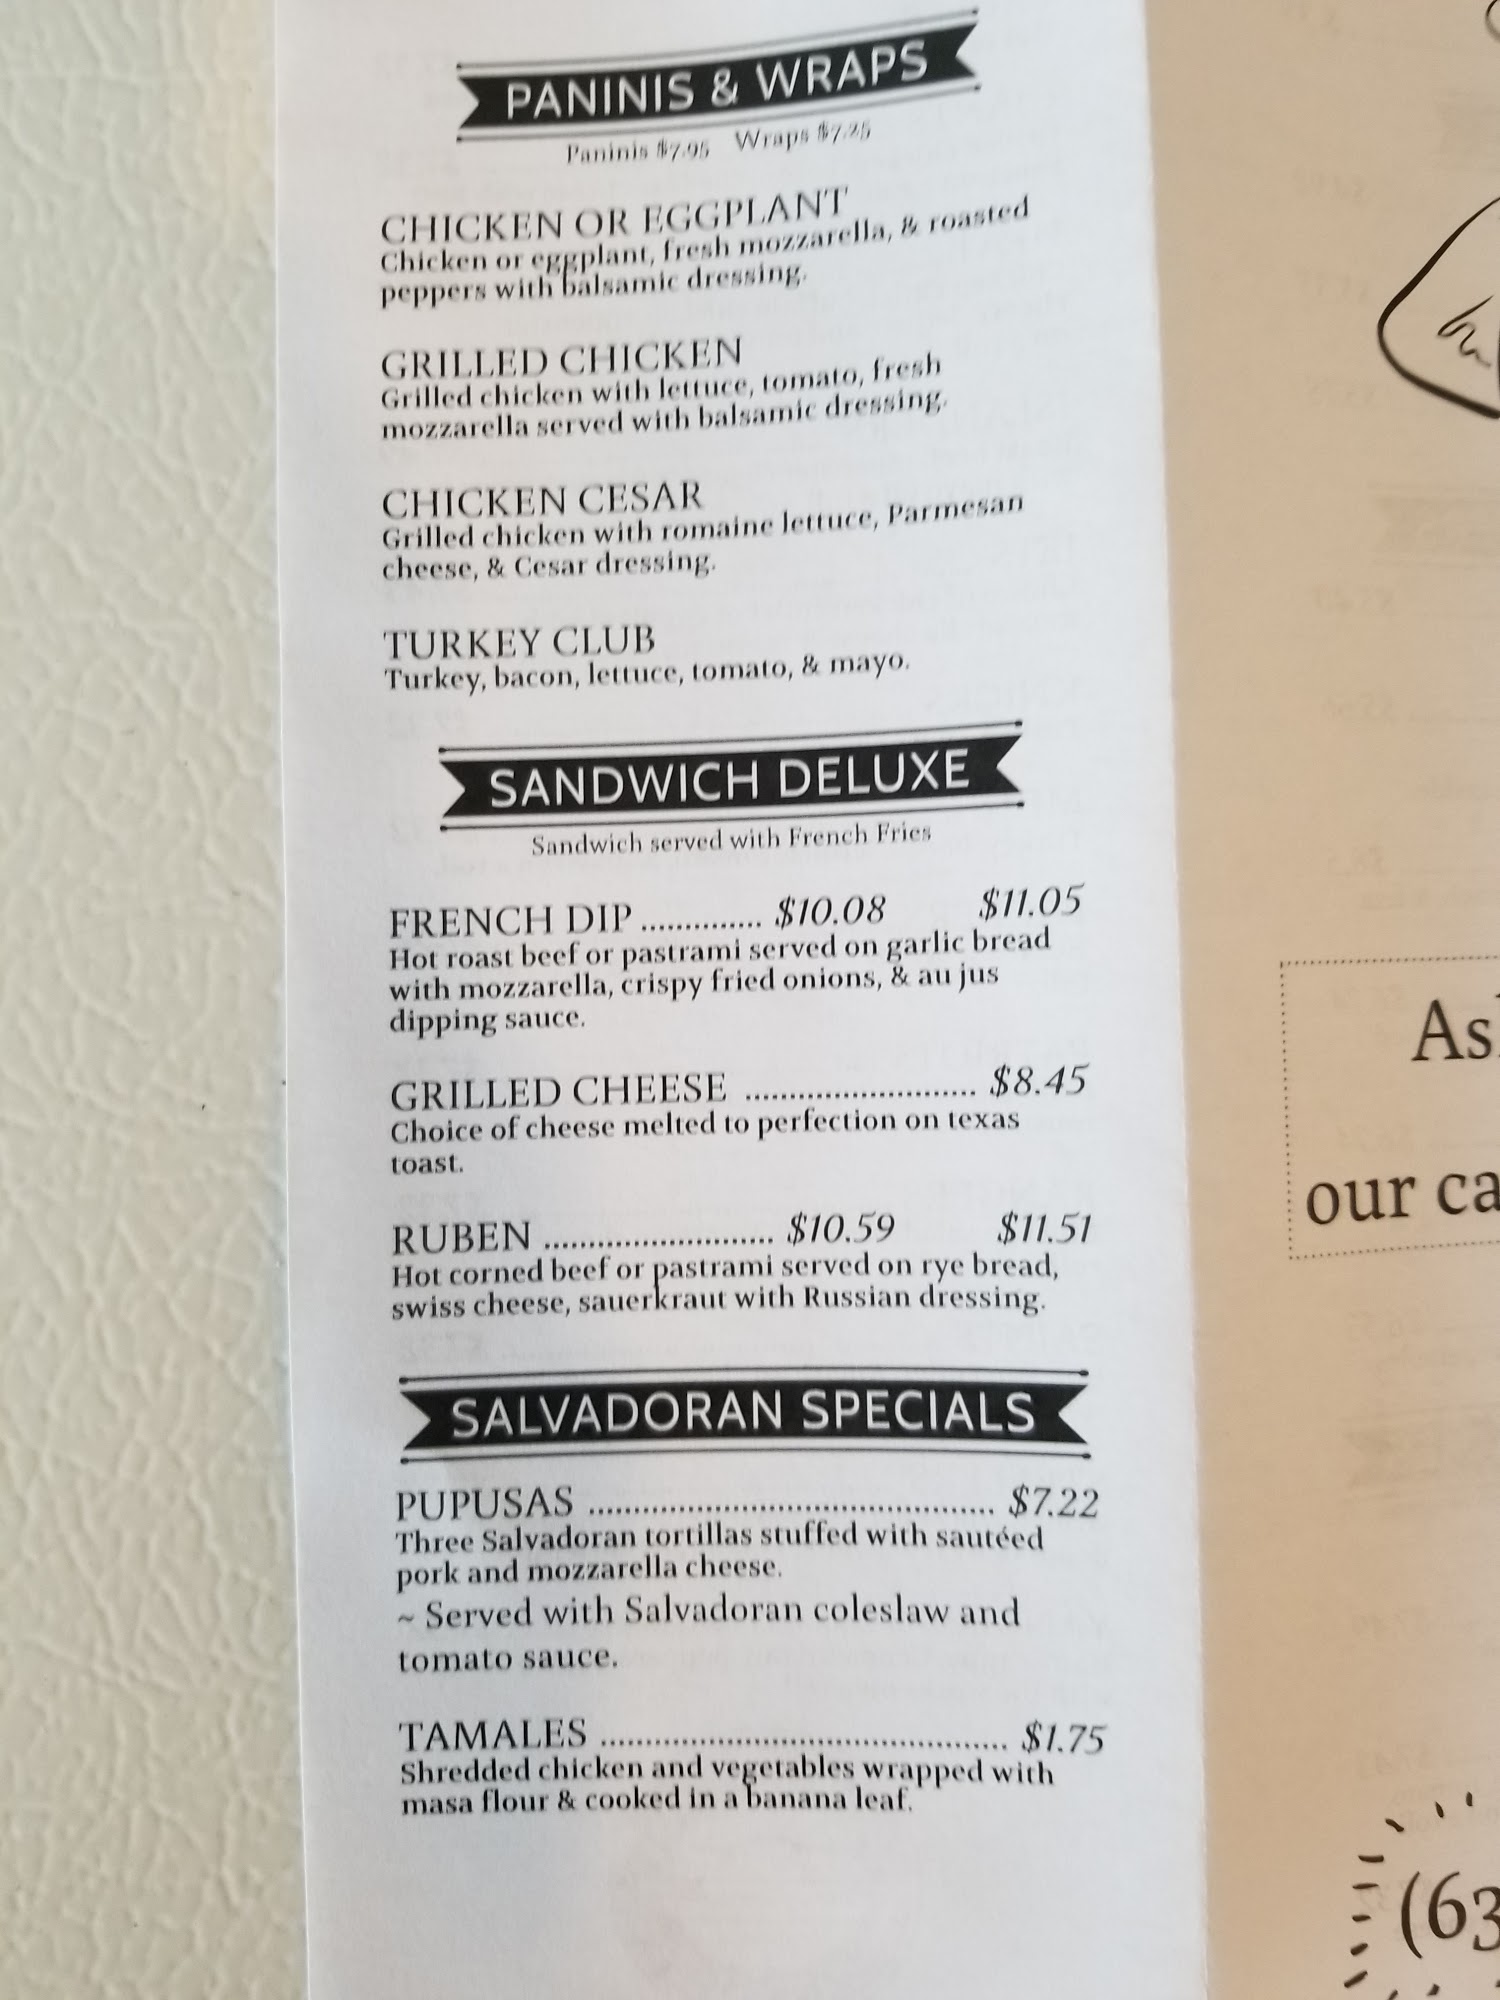 PANINIS & WRAPS
Paninis $7.95 Wraps $7.25
CHICKEN OR EGGPLANT
Chicken or eggplant, fresh mozzarella, & roasted
peppers with balsamic dressing.
GRILLED CHICKEN
Grilled chicken with lettuce, tomato, fresh
mozzarella served with balsamic dressing.
CHICKEN CESAR
Grilled chicken with romaine lettuce, Parmesan
cheese, & Cesar dressing.
TURKEY CLUB
Turkey, bacon, lettuce, tomato, & mayo.
SANDWICH DELUXE
Sandwich served with French Fries
FRENCH DIP .............. $10.08 $11.05
Hot roast beef or pastrami served on garlic bread
with mozzarella, crispy fried onions, & au jus
dipping sauce.
GRILLED CHEESE .......................... $8.45
Choice of cheese melted to perfection on texas
toast.
RUBEN .......................... $10.59 $11.51
Hot corned beef or pastrami served on rye bread,
swiss cheese, sauerkraut with Russian dressing.
SALVADORAN SPECIALS
PUPUSAS ............................................. $7.22
Three Salvadoran tortillas stuffed with sautéed
pork and mozzarella cheese.
~ Served with Salvadoran coleslaw and
tomato sauce.
TAMALES ............................................. $1.75
Shredded chicken and vegetables wrapped with
masa flour & cooked in a banana leaf.
our ca
(63